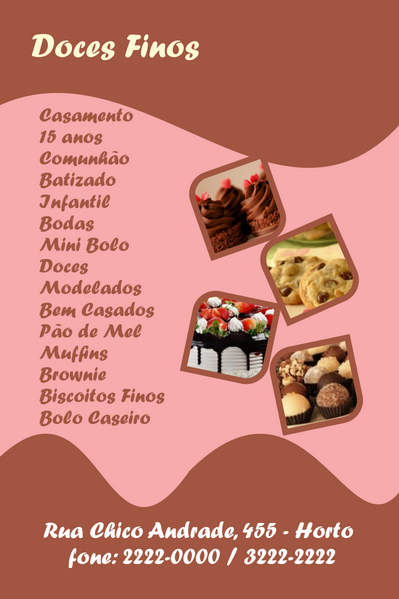 Doces Finos
Casamento
15 anos
Comunhão
Batizado
Infantil
Bodas
Mini Bolo
Doces
Modelados
Bem Casados
Pão de Mel
Muffins
Brownie
Biscoitos Finos
Bolo Caseiro
Rua Chico Andrade, 455 - Horto
fone: 2222-0000 / 3222-2222